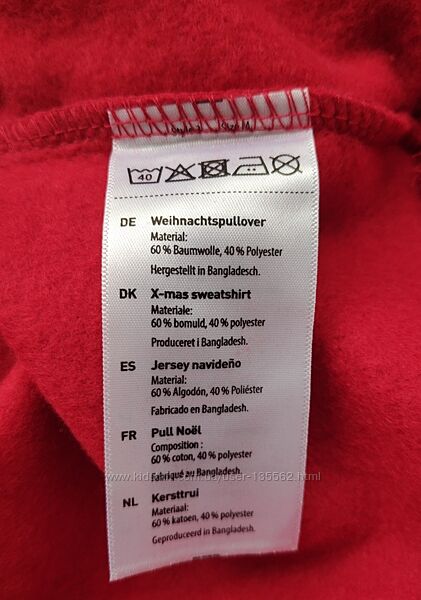 40
DE Weihnachtspullover
Material:
60 % Baumwolle, 40 % Polyester
Hergestellt in Bangladesch.
DK X-mas sweatshirt
Materiale:
60 % bomuld, 40 % polyester
Produceret i Bangladesh.
ES Jersey navideño
Material:
60 % Algodón, 40 % Poliéster
Fabricado en Bangladesh.
FR Pull Noël
Composition :
60 % coton, 40 % polyester
Fabriqué au Bangladesh.
NL Kersttrui
Materiaal:
60 % katoen, 40 % polyester
Geproduceerd in Bangladesh.